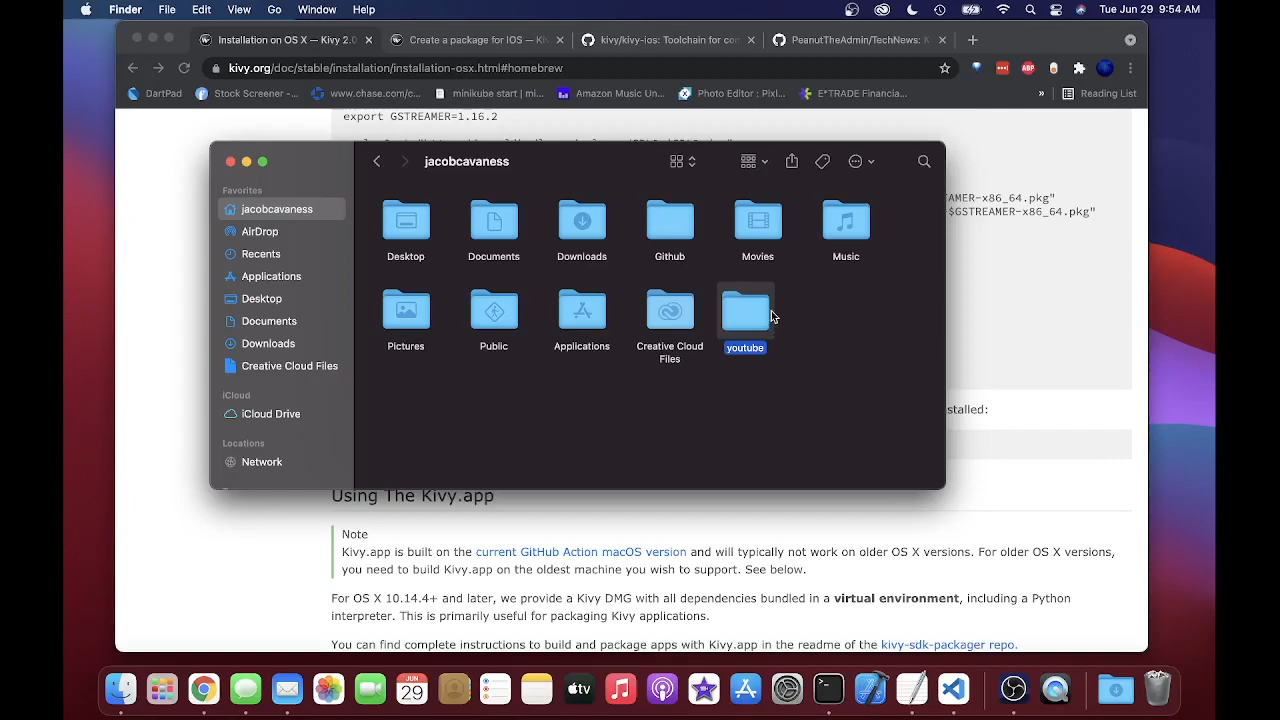 Finder File Edit View Go Window Help Tue Jun 29 9:54 AM
Installation on OS X — Kivy 2.0 Create a package for IOS — Ki kivy/kivy-ios: Toolchain for co PeanutTheAdmin/TechNews: K
kivy.org/doc/stable/installation/installation-osx.html#homebrew ABP
DartPad Stock Screener -... www.chase.com/c... minikube start | mi... Amazon Music Un... Photo Editor : Pixl... E*TRADE Financia... » Reading List
export GSTREAMER=1.16.2
jacobcavaness
Favorites
jacobcavaness
AirDrop
Recents
Applications
Desktop
Documents
Downloads
Creative Cloud Files
iCloud
iCloud Drive
Locations
Network
Desktop Documents Downloads Github Movies Music
Pictures Public Applications Creative Cloud Files youtube
AMER-x86_64.pkg"
$GSTREAMER-x86_64.pkg"
stalled:
Using The Kivy.app
Note
Kivy.app is built on the current GitHub Action macOS version and will typically not work on older OS X versions. For older OS X versions,
you need to build Kivy.app on the oldest machine you wish to support. See below.
For OS X 10.14.4+ and later, we provide a Kivy DMG with all dependencies bundled in a virtual environment, including a Python
interpreter. This is primarily useful for packaging Kivy applications.
You can find complete instructions to build and package apps with Kivy.app in the readme of the kivy-sdk-packager repo.
JUN
29
tv